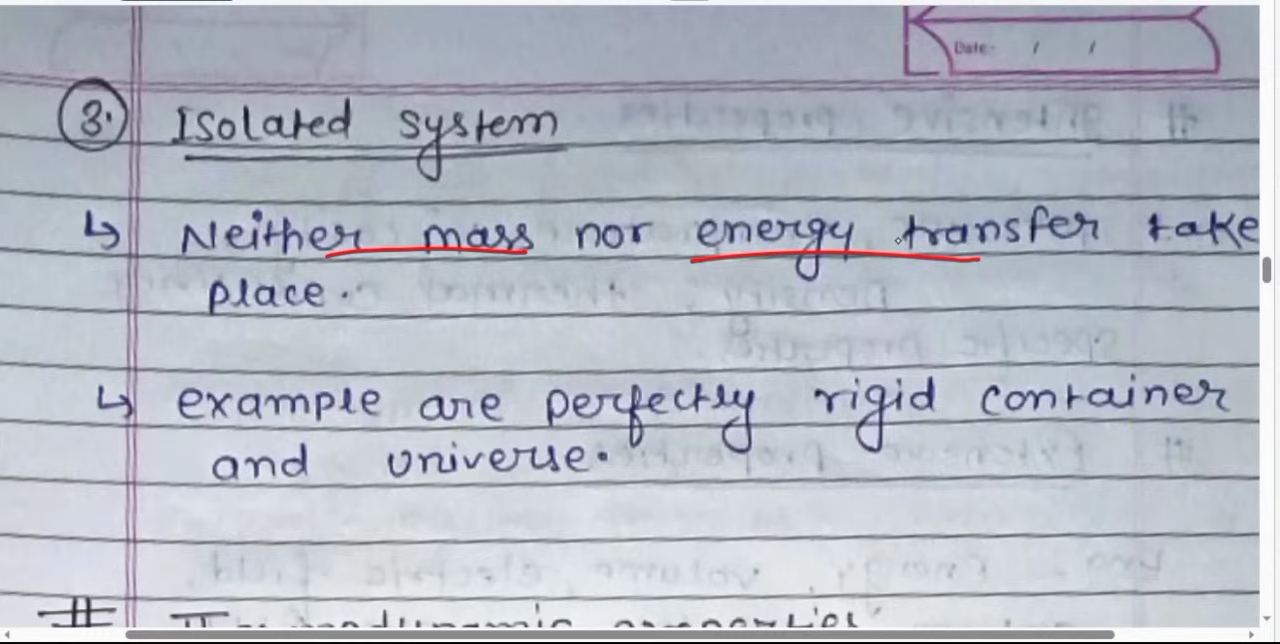 Date:- / /
3. Isolated system
↳ Neither mass nor energy transfer take
place.
↳ example are perfectly rigid container
and universe.